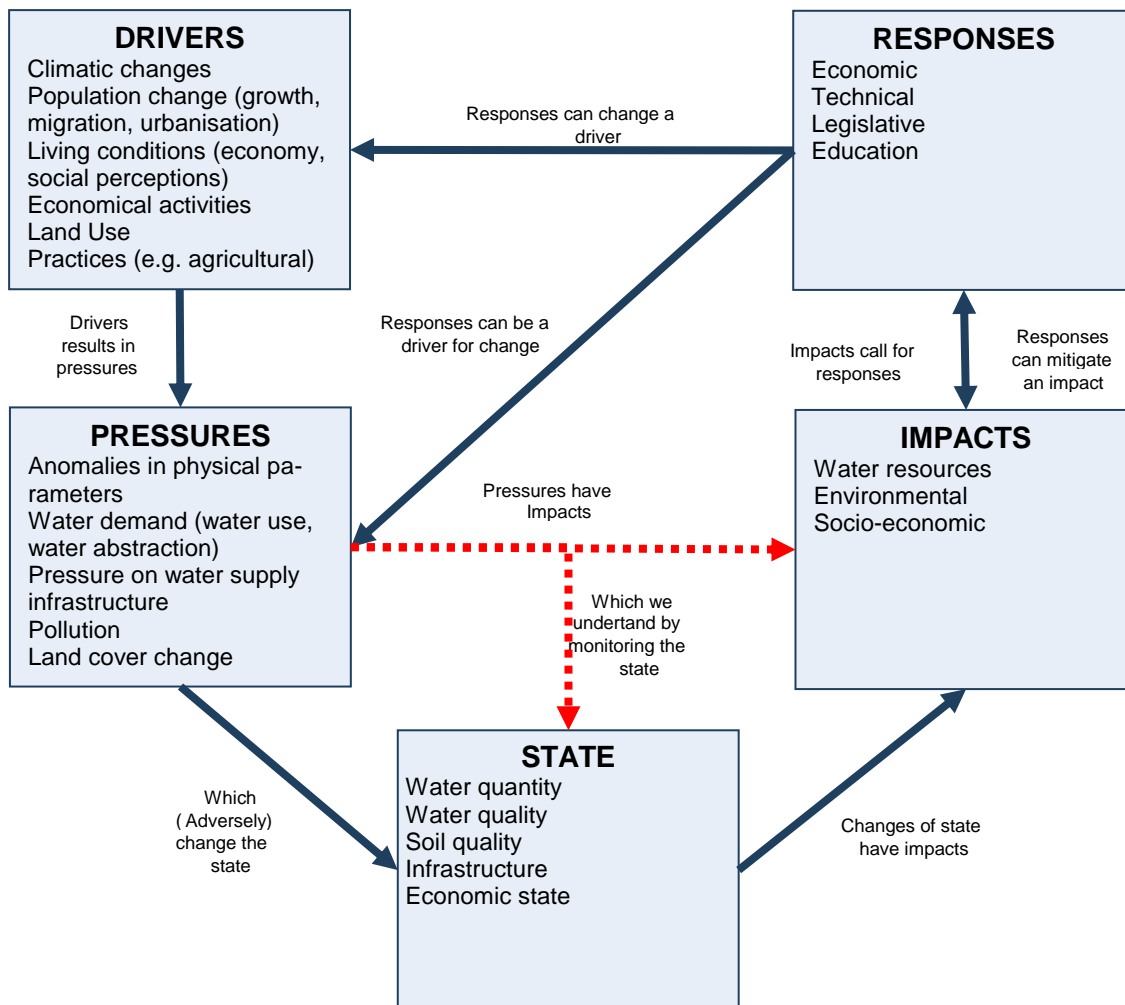 DRIVERS
Climatic changes
Population change (growth,
migration, urbanisation)
Living conditions (economy,
social perceptions)
Economical activities
Land Use
Practices (e.g. agricultural)
Responses can change a
driver
RESPONSES
Economic
Technical
Legislative
Education
Drivers
results in
pressures
Responses can be a
driver for change
Impacts call for
responses
Responses
can mitigate
an impact
PRESSURES
Anomalies in physical pa-
rameters
Water demand (water use,
water abstraction)
Pressure on water supply
infrastructure
Pollution
Land cover change
Pressures have
Impacts
IMPACTS
Water resources
Environmental
Socio-economic
Which we
undertand by
monitoring the
state
Which
( Adversely)
change the
state
STATE
Water quantity
Water quality
Soil quality
Infrastructure
Economic state
Changes of state
have impacts